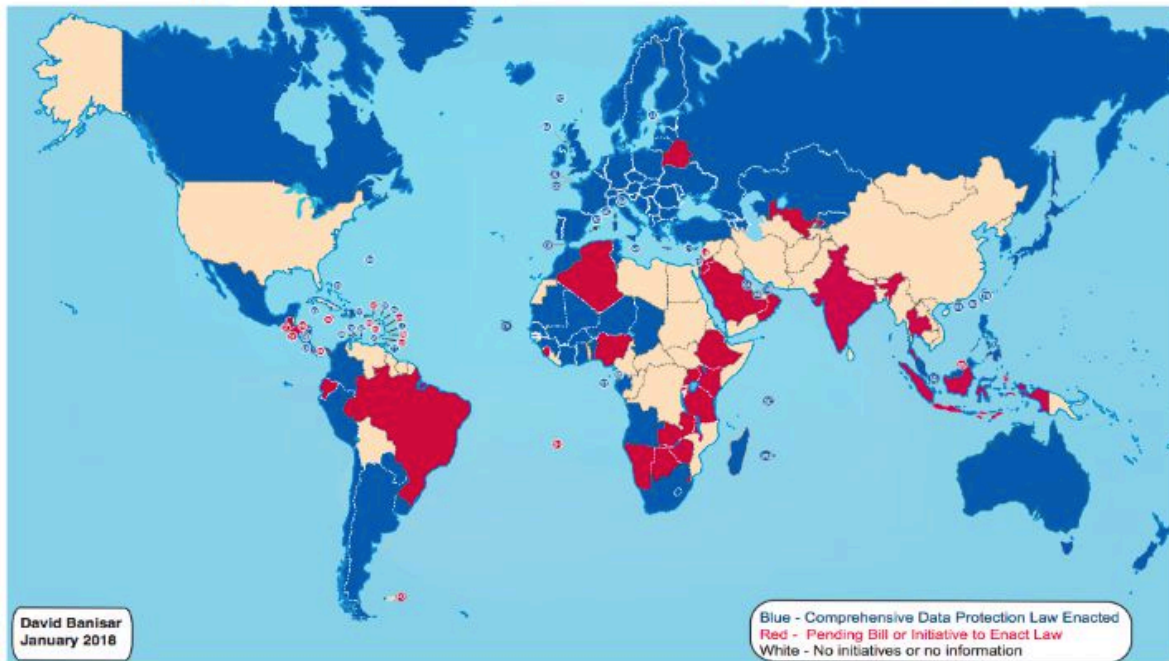 David Banisar
January 2018
Blue - Comprehensive Data Protection Law Enacted
Red - Pending Bill or Initiative to Enact Law
White - No initiatives or no information